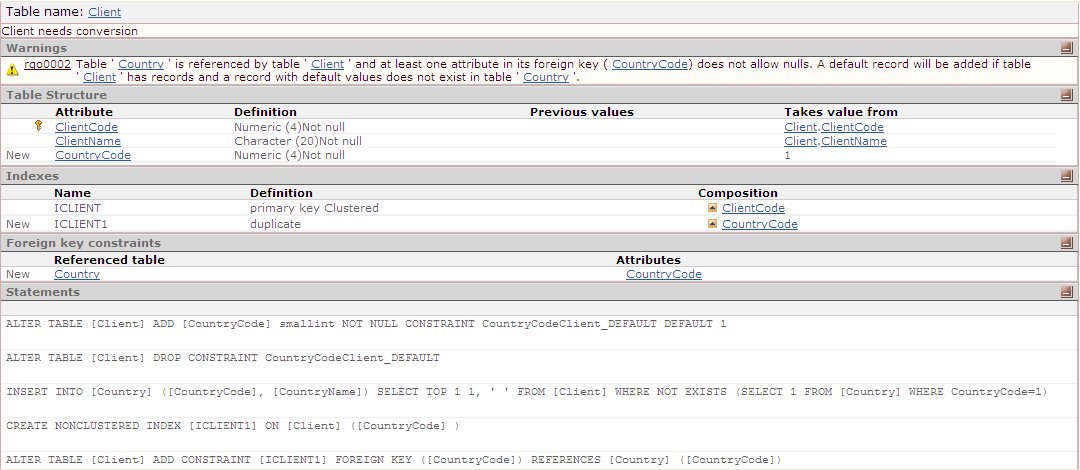 Table name: Client
Client needs conversion
Warnings
rgo0002 Table ' Country ' is referenced by table ' Client ' and at least one attribute in its foreign key ( CountryCode) does not allow nulls. A default record will be added if table
' Client ' has records and a record with default values does not exist in table ' Country '.
Table Structure
Attribute Definition Previous values Takes value from
ClientCode Numeric (4)Not null Client.ClientCode
ClientName Character (20)Not null Client.ClientName
New CountryCode Numeric (4)Not null 1
Indexes
Name Definition Composition
ICLIENT primary key Clustered ClientCode
New ICLIENT1 duplicate CountryCode
Foreign key constraints
Referenced table Attributes
New Country CountryCode
Statements
ALTER TABLE [Client] ADD [CountryCode] smallint NOT NULL CONSTRAINT CountryCodeClient_DEFAULT DEFAULT 1
ALTER TABLE [Client] DROP CONSTRAINT CountryCodeClient_DEFAULT
INSERT INTO [Country] ([CountryCode], [CountryName]) SELECT TOP 1 1, ' ' FROM [Client] WHERE NOT EXISTS (SELECT 1 FROM [Country] WHERE CountryCode=1)
CREATE NONCLUSTERED INDEX [ICLIENT1] ON [Client] ([CountryCode] )
ALTER TABLE [Client] ADD CONSTRAINT [ICLIENT1] FOREIGN KEY ([CountryCode]) REFERENCES [Country] ([CountryCode])